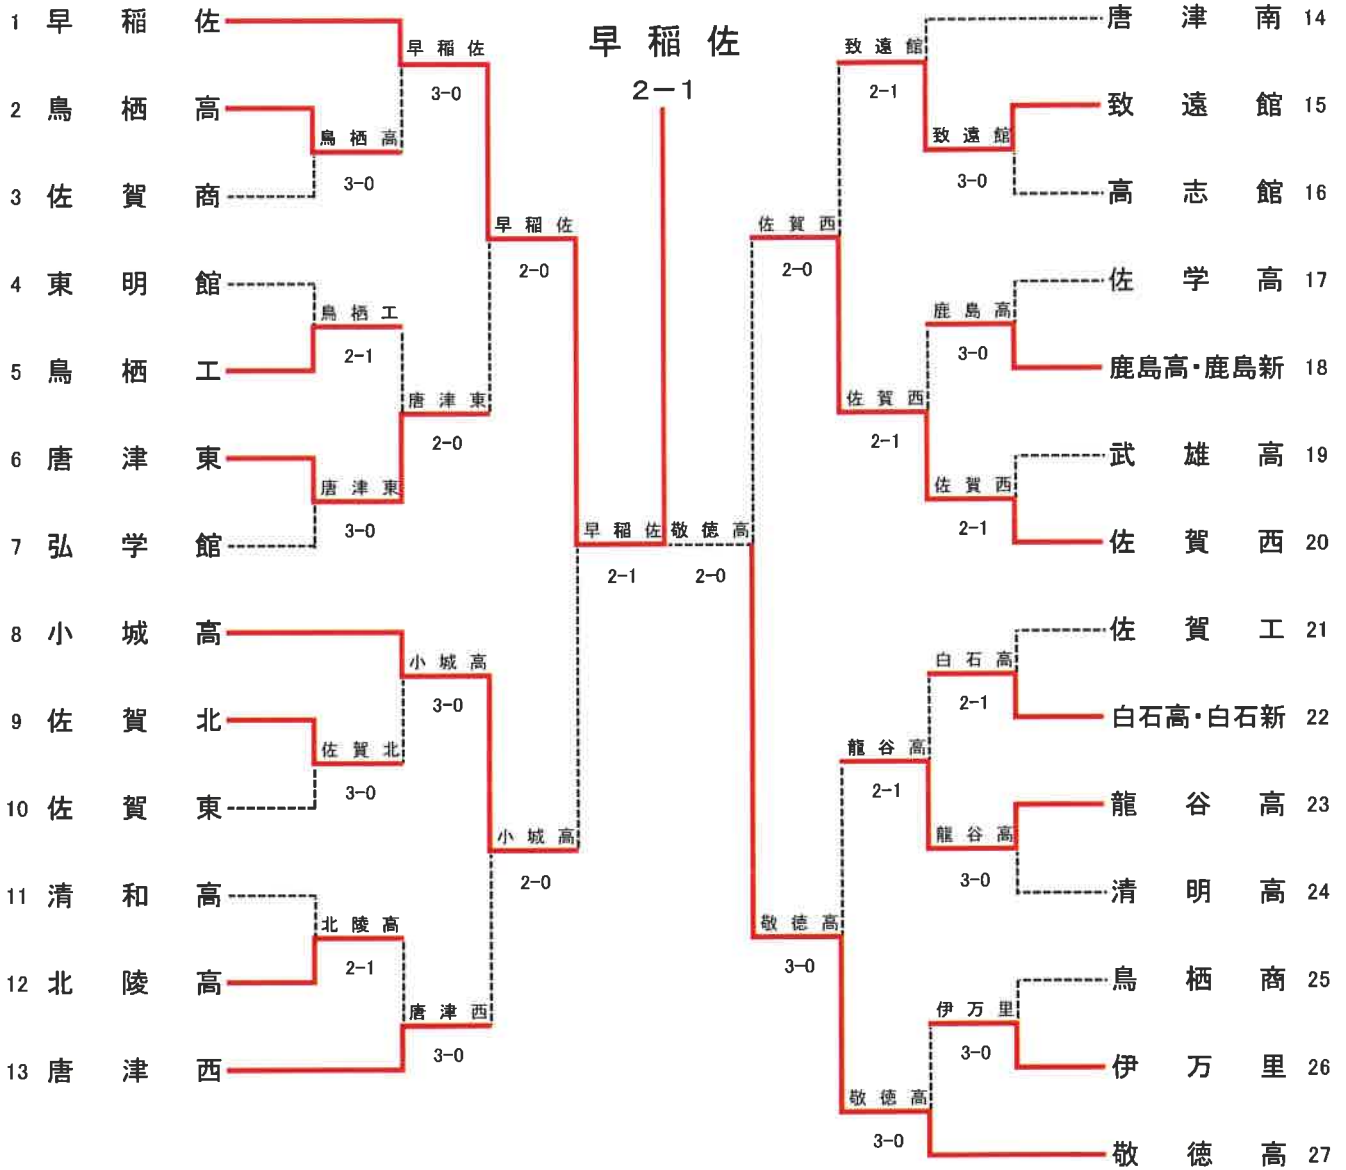 早稲佐
2-1
1 早稲佐
2 鳥栖高
3 佐賀商
4 東明館
5 鳥栖工
6 唐津東
7 弘学館
8 小城高
9 佐賀北
10 佐賀東
11 清和高
12 北陵高
13 唐津西
鳥栖高
3-0
鳥栖工
2-1
唐津東
3-0
佐賀北
3-0
北陵高
2-1
早稲佐
3-0
唐津東
2-0
小城高
3-0
唐津西
3-0
早稲佐
2-0
小城高
2-0
早稲佐
2-1
敬徳高
2-0
佐賀西
2-0
敬徳高
3-0
致遠館
2-1
佐賀西
2-1
龍谷高
2-1
敬徳高
3-0
致遠館
3-0
鹿島高
3-0
佐賀西
2-1
白石高
2-1
龍谷高
3-0
伊万里
3-0
唐津南 14
致遠館 15
高志館 16
佐学高 17
鹿島高・鹿島新 18
武雄高 19
佐賀西 20
佐賀工 21
白石高・白石新 22
龍谷高 23
清明高 24
鳥栖商 25
伊万里 26
敬徳高 27